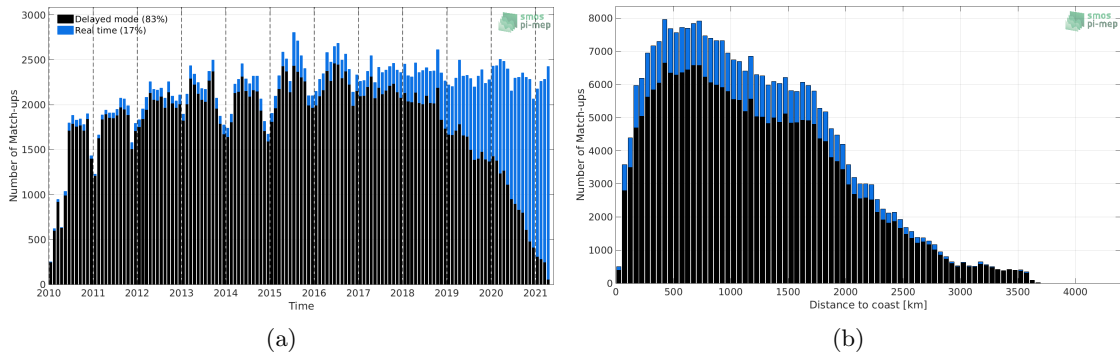 Delayed mode (83%)
Real time (17%)
smos
pi-mep
Number of Match-ups
3000
2500
2000
1500
1000
500
0
2010 2011 2012 2013 2014 2015 2016 2017 2018 2019 2020 2021
Time
(a)
smos
pi-mep
Number of Match-ups
8000
7000
6000
5000
4000
3000
2000
1000
0
0 500 1000 1500 2000 2500 3000 3500 4000
Distance to coast [km]
(b)